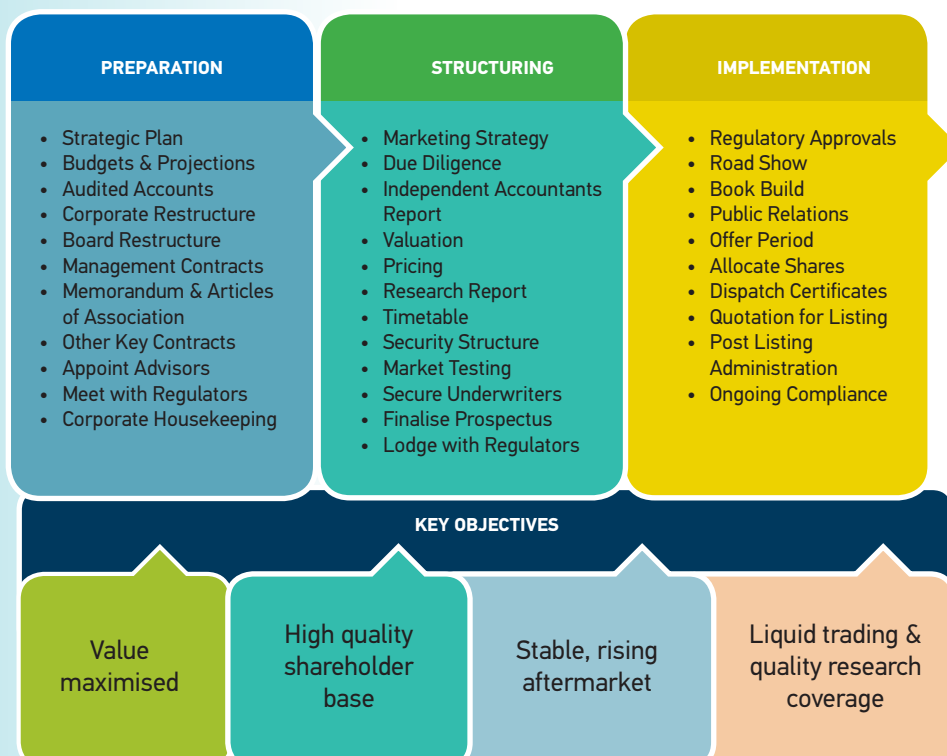 PREPARATION
• Strategic Plan
• Budgets & Projections
• Audited Accounts
• Corporate Restructure
• Board Restructure
• Management Contracts
• Memorandum & Articles
of Association
• Other Key Contracts
• Appoint Advisors
• Meet with Regulators
• Corporate Housekeeping
STRUCTURING
• Marketing Strategy
• Due Diligence
• Independent Accountants
Report
• Valuation
• Pricing
• Research Report
• Timetable
• Security Structure
• Market Testing
• Secure Underwriters
• Finalise Prospectus
• Lodge with Regulators
IMPLEMENTATION
• Regulatory Approvals
• Road Show
• Book Build
• Public Relations
• Offer Period
• Allocate Shares
• Dispatch Certificates
• Quotation for Listing
• Post Listing
Administration
• Ongoing Compliance
KEY OBJECTIVES
Value
maximised
High quality
shareholder
base
Stable, rising
aftermarket
Liquid trading &
quality research
coverage